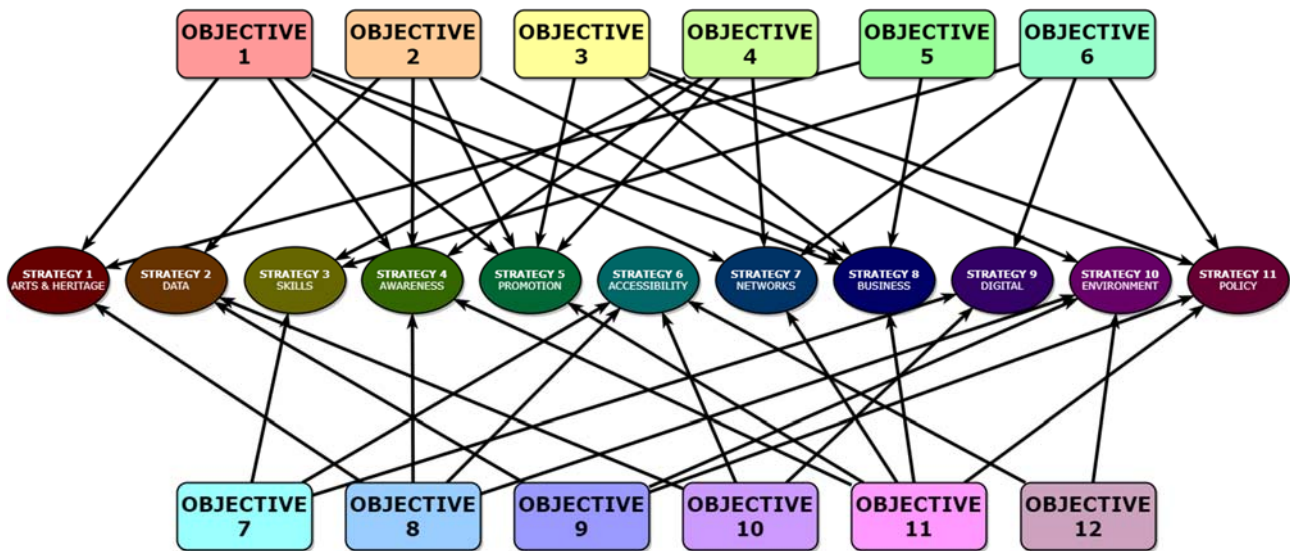 OBJECTIVE
1
OBJECTIVE
2
OBJECTIVE
3
OBJECTIVE
4
OBJECTIVE
5
OBJECTIVE
6
STRATEGY 1
ARTS & HERITAGE
STRATEGY 2
DATA
STRATEGY 3
SKILLS
STRATEGY 4
AWARENESS
STRATEGY 5
PROMOTION
STRATEGY 6
ACCESSIBILITY
STRATEGY 7
NETWORKS
STRATEGY 8
BUSINESS
STRATEGY 9
DIGITAL
STRATEGY 10
ENVIRONMENT
STRATEGY 11
POLICY
OBJECTIVE
7
OBJECTIVE
8
OBJECTIVE
9
OBJECTIVE
10
OBJECTIVE
11
OBJECTIVE
12